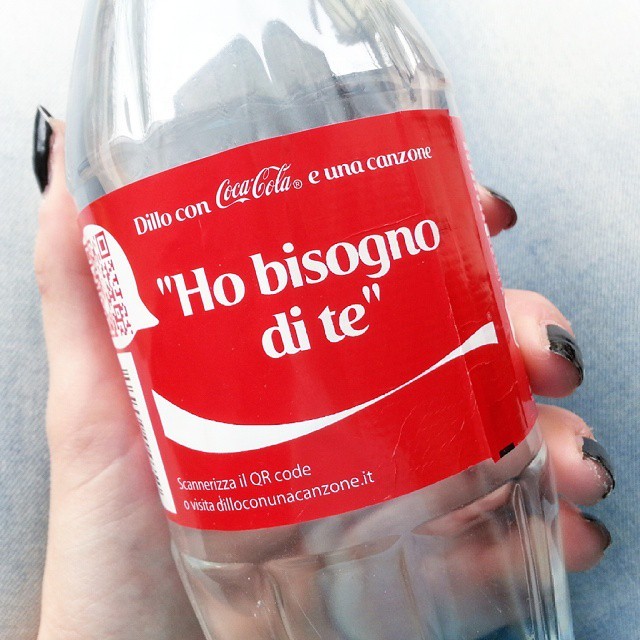 Dillo con Coca-Cola® e una canzone
"Ho bisogno
di te"
Scannerizza il QR code
o visita dilloconunacanzone.it